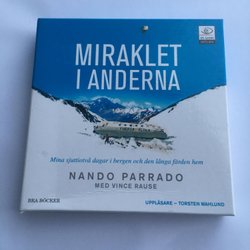 MIRAKLET
I ANDERNA
Mina sjuttiotvå dagar i bergen och den långa färden hem
NANDO PARRADO
MED VINCE RAUSE
BRA BÖCKER
UPPLÄSARE – TORSTEN WAHLUND